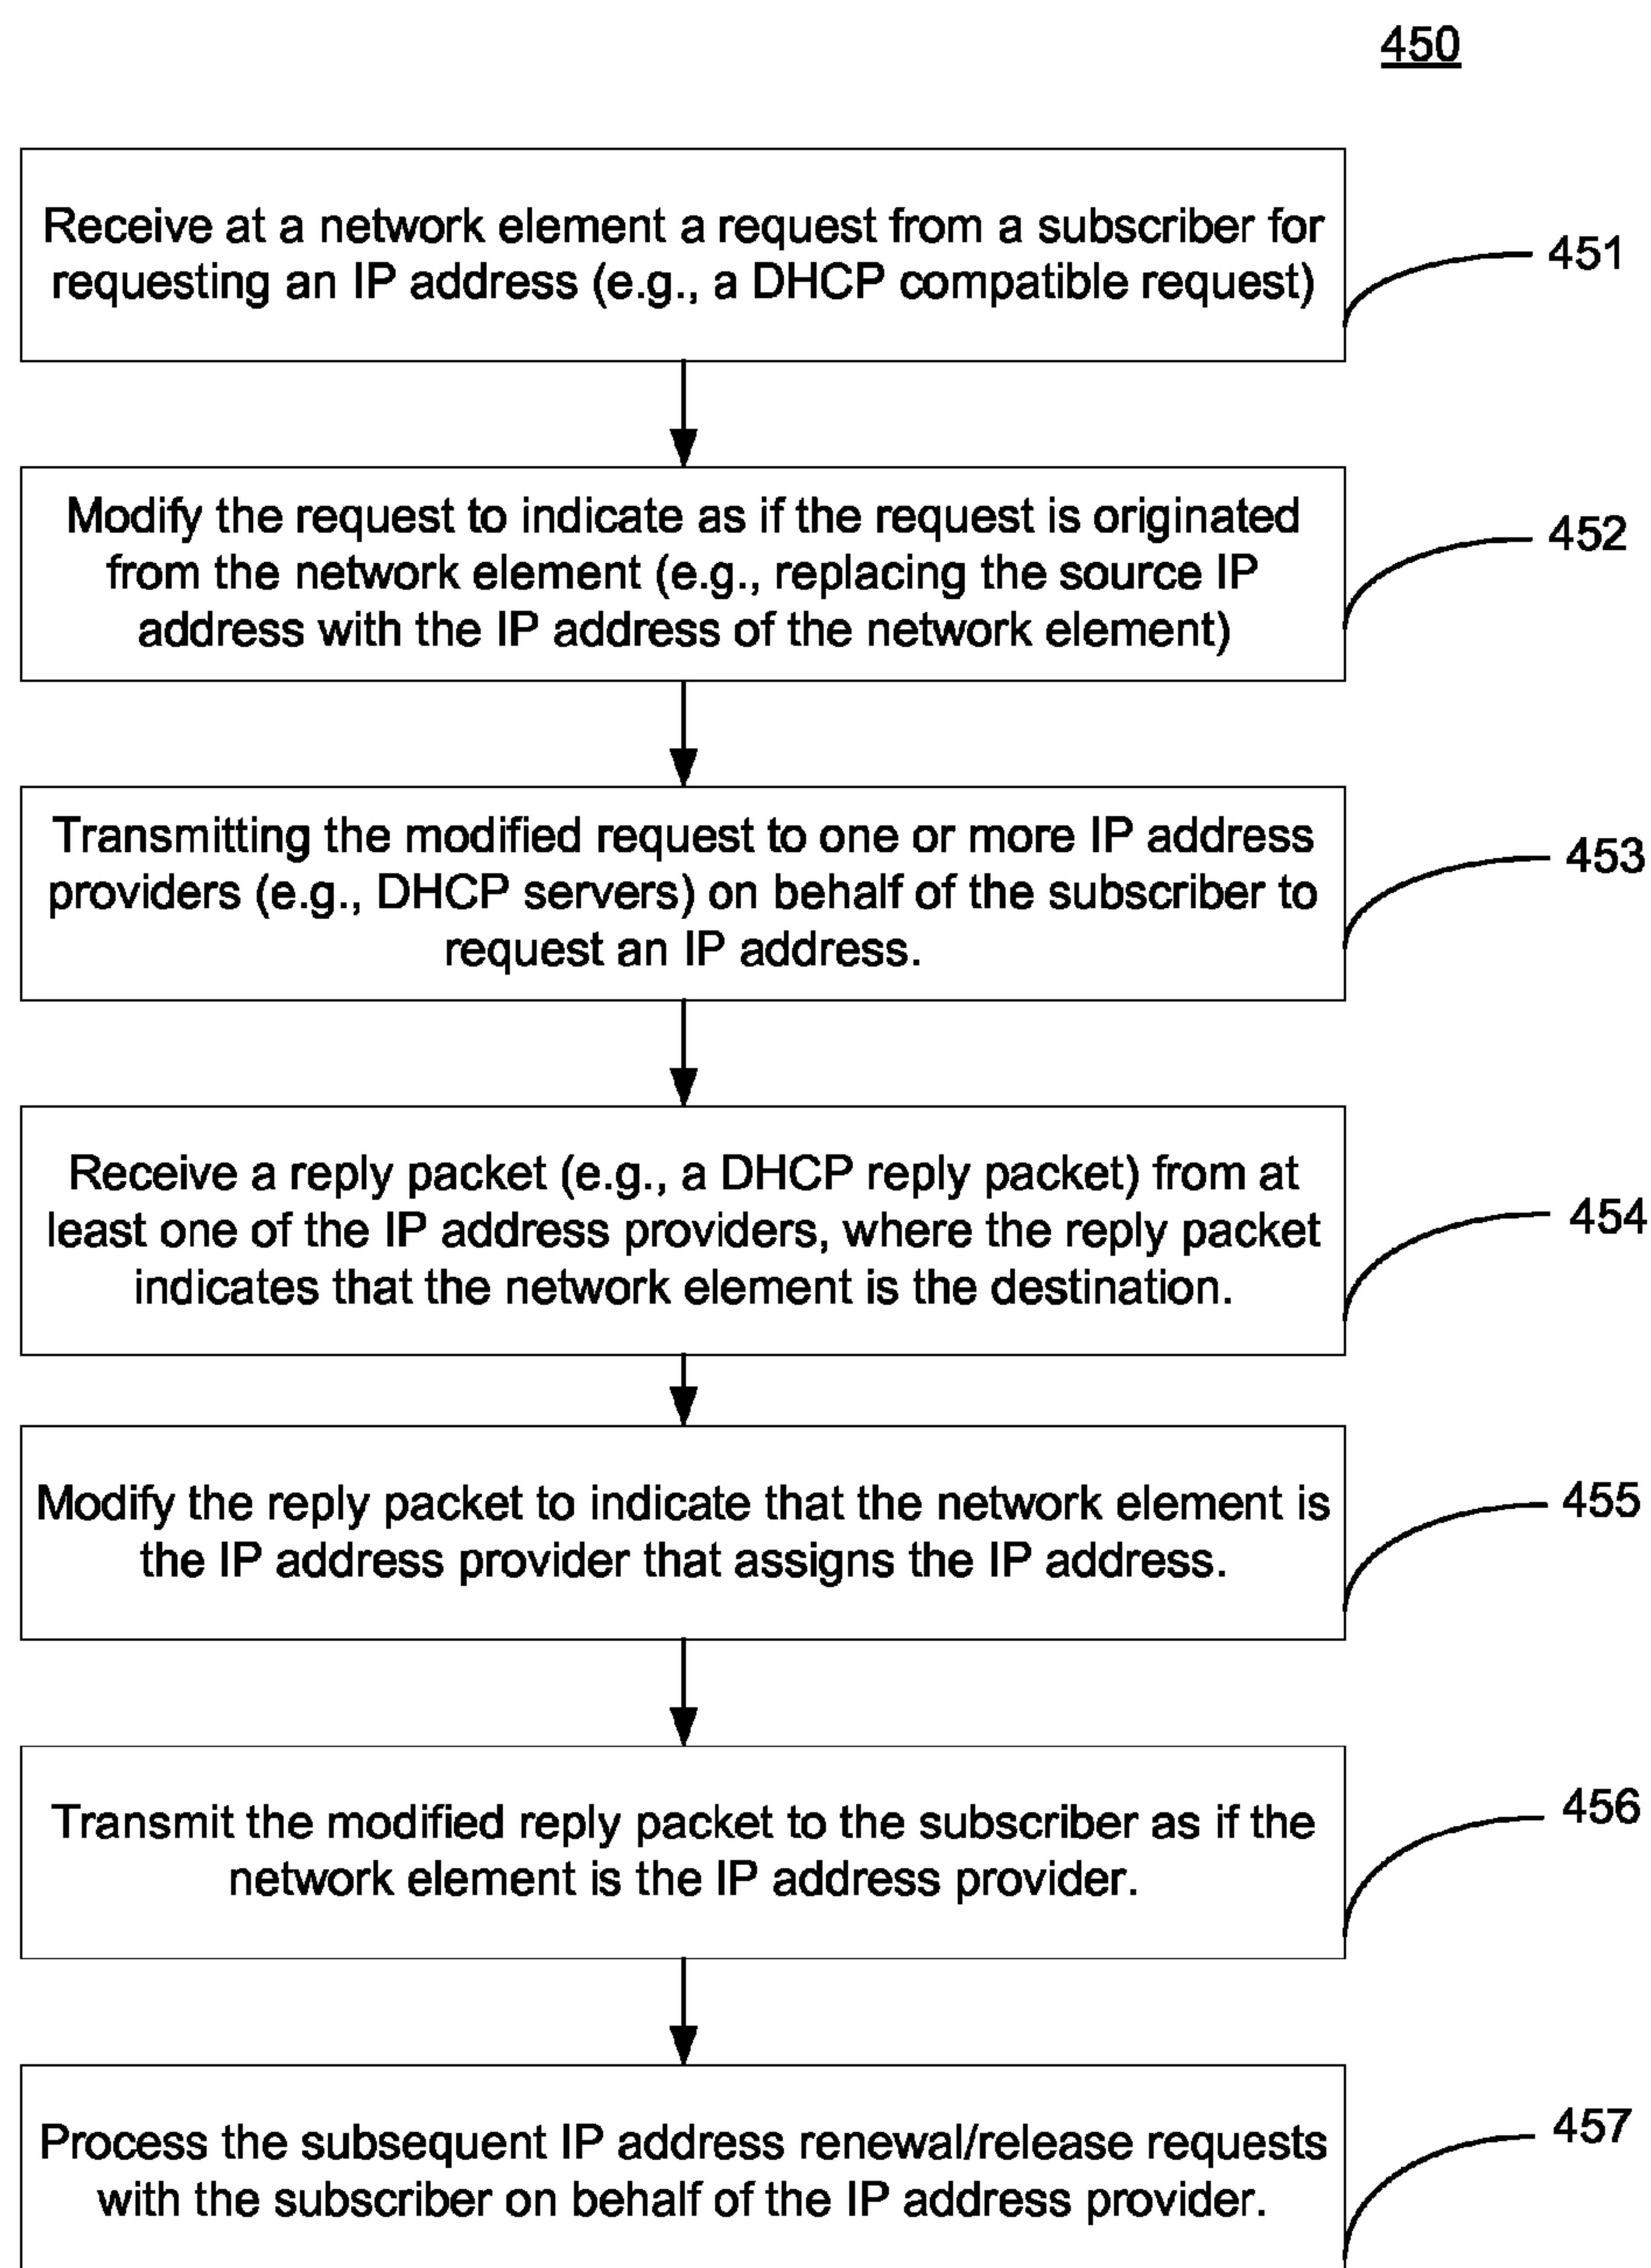 450
Receive at a network element a request from a subscriber for
requesting an IP address (e.g., a DHCP compatible request)
451
Modify the request to indicate as if the request is originated
from the network element (e.g., replacing the source IP
address with the IP address of the network element)
452
Transmitting the modified request to one or more IP address
providers (e.g., DHCP servers) on behalf of the subscriber to
request an IP address.
453
Receive a reply packet (e.g., a DHCP reply packet) from at
least one of the IP address providers, where the reply packet
indicates that the network element is the destination.
454
Modify the reply packet to indicate that the network element is
the IP address provider that assigns the IP address.
455
Transmit the modified reply packet to the subscriber as if the
network element is the IP address provider.
456
Process the subsequent IP address renewal/release requests
with the subscriber on behalf of the IP address provider.
457